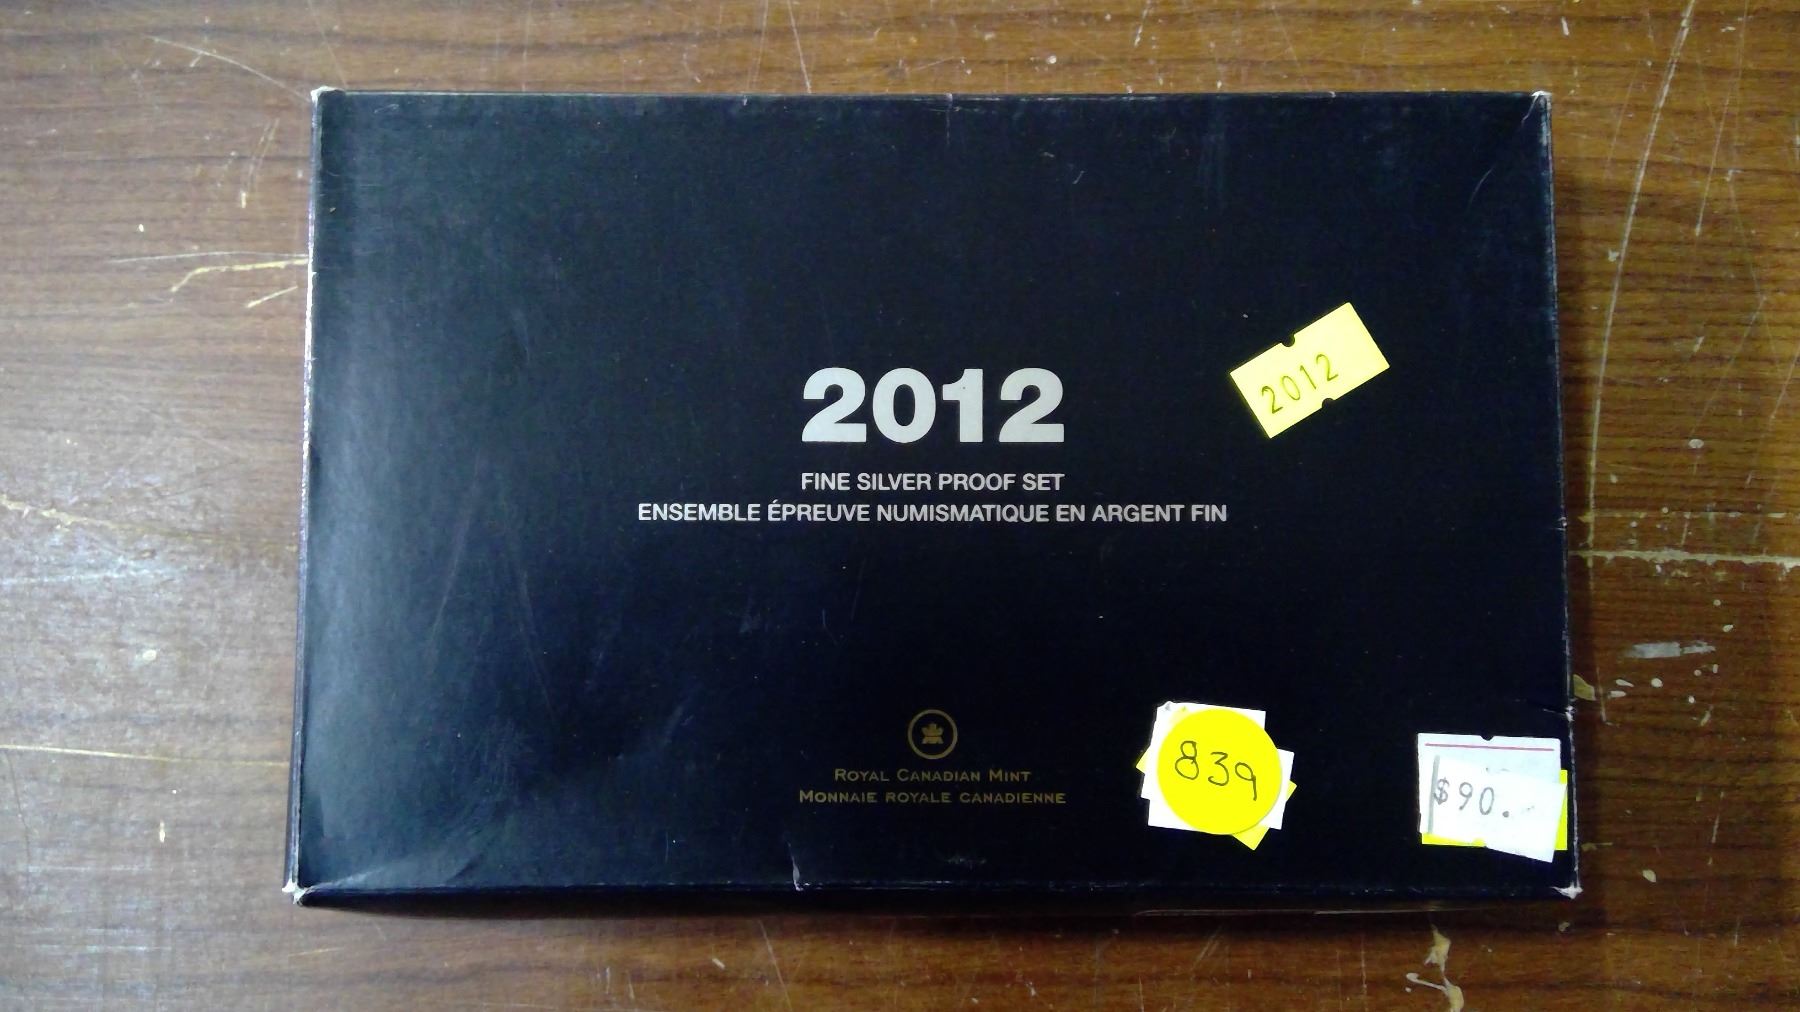 2012
2012
FINE SILVER PROOF SET
ENSEMBLE ÉPREUVE NUMISMATIQUE EN ARGENT FIN
ROYAL CANADIAN MINT
MONNAIE ROYALE CANADIENNE
839
$90.